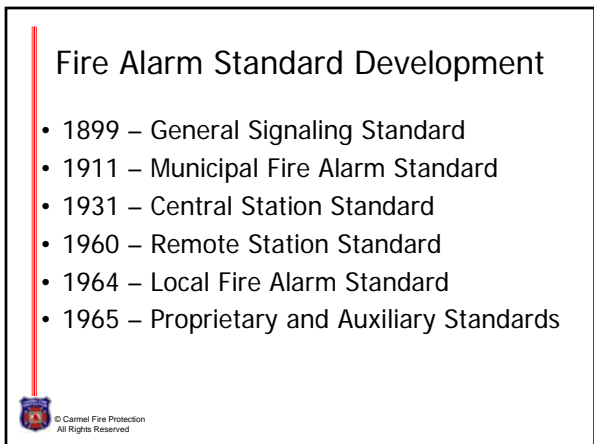 Fire Alarm Standard Development
• 1899 – General Signaling Standard
• 1911 – Municipal Fire Alarm Standard
• 1931 – Central Station Standard
• 1960 – Remote Station Standard
• 1964 – Local Fire Alarm Standard
• 1965 – Proprietary and Auxiliary Standards
© Carmel Fire Protection
All Rights Reserved